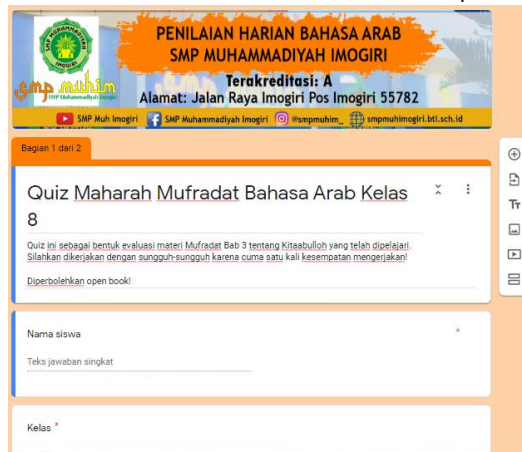 PENILAIAN HARIAN BAHASA ARAB
SMP MUHAMMADIYAH IMOGIRI
Terakreditasi: A
Alamat: Jalan Raya Imogiri Pos Imogiri 55782
smp muhim
SMP Muhammadiyah Imogiri
SMP Muh Imogiri SMP Muhammadiyah Imogiri @smpmuhim_ smpmuhimogiri.btl.sch.id
Bagian 1 dari 2
Quiz Maharah Mufradat Bahasa Arab Kelas
8
Quiz ini sebagai bentuk evaluasi materi Mufradat Bab 3 tentang Kitaabulloh yang telah dipelajari.
Silahkan dikerjakan dengan sungguh-sungguh karena cuma satu kali kesempatan mengerjakan!
Diperbolehkan open book!
Nama siswa *
Teks jawaban singkat
Kelas *